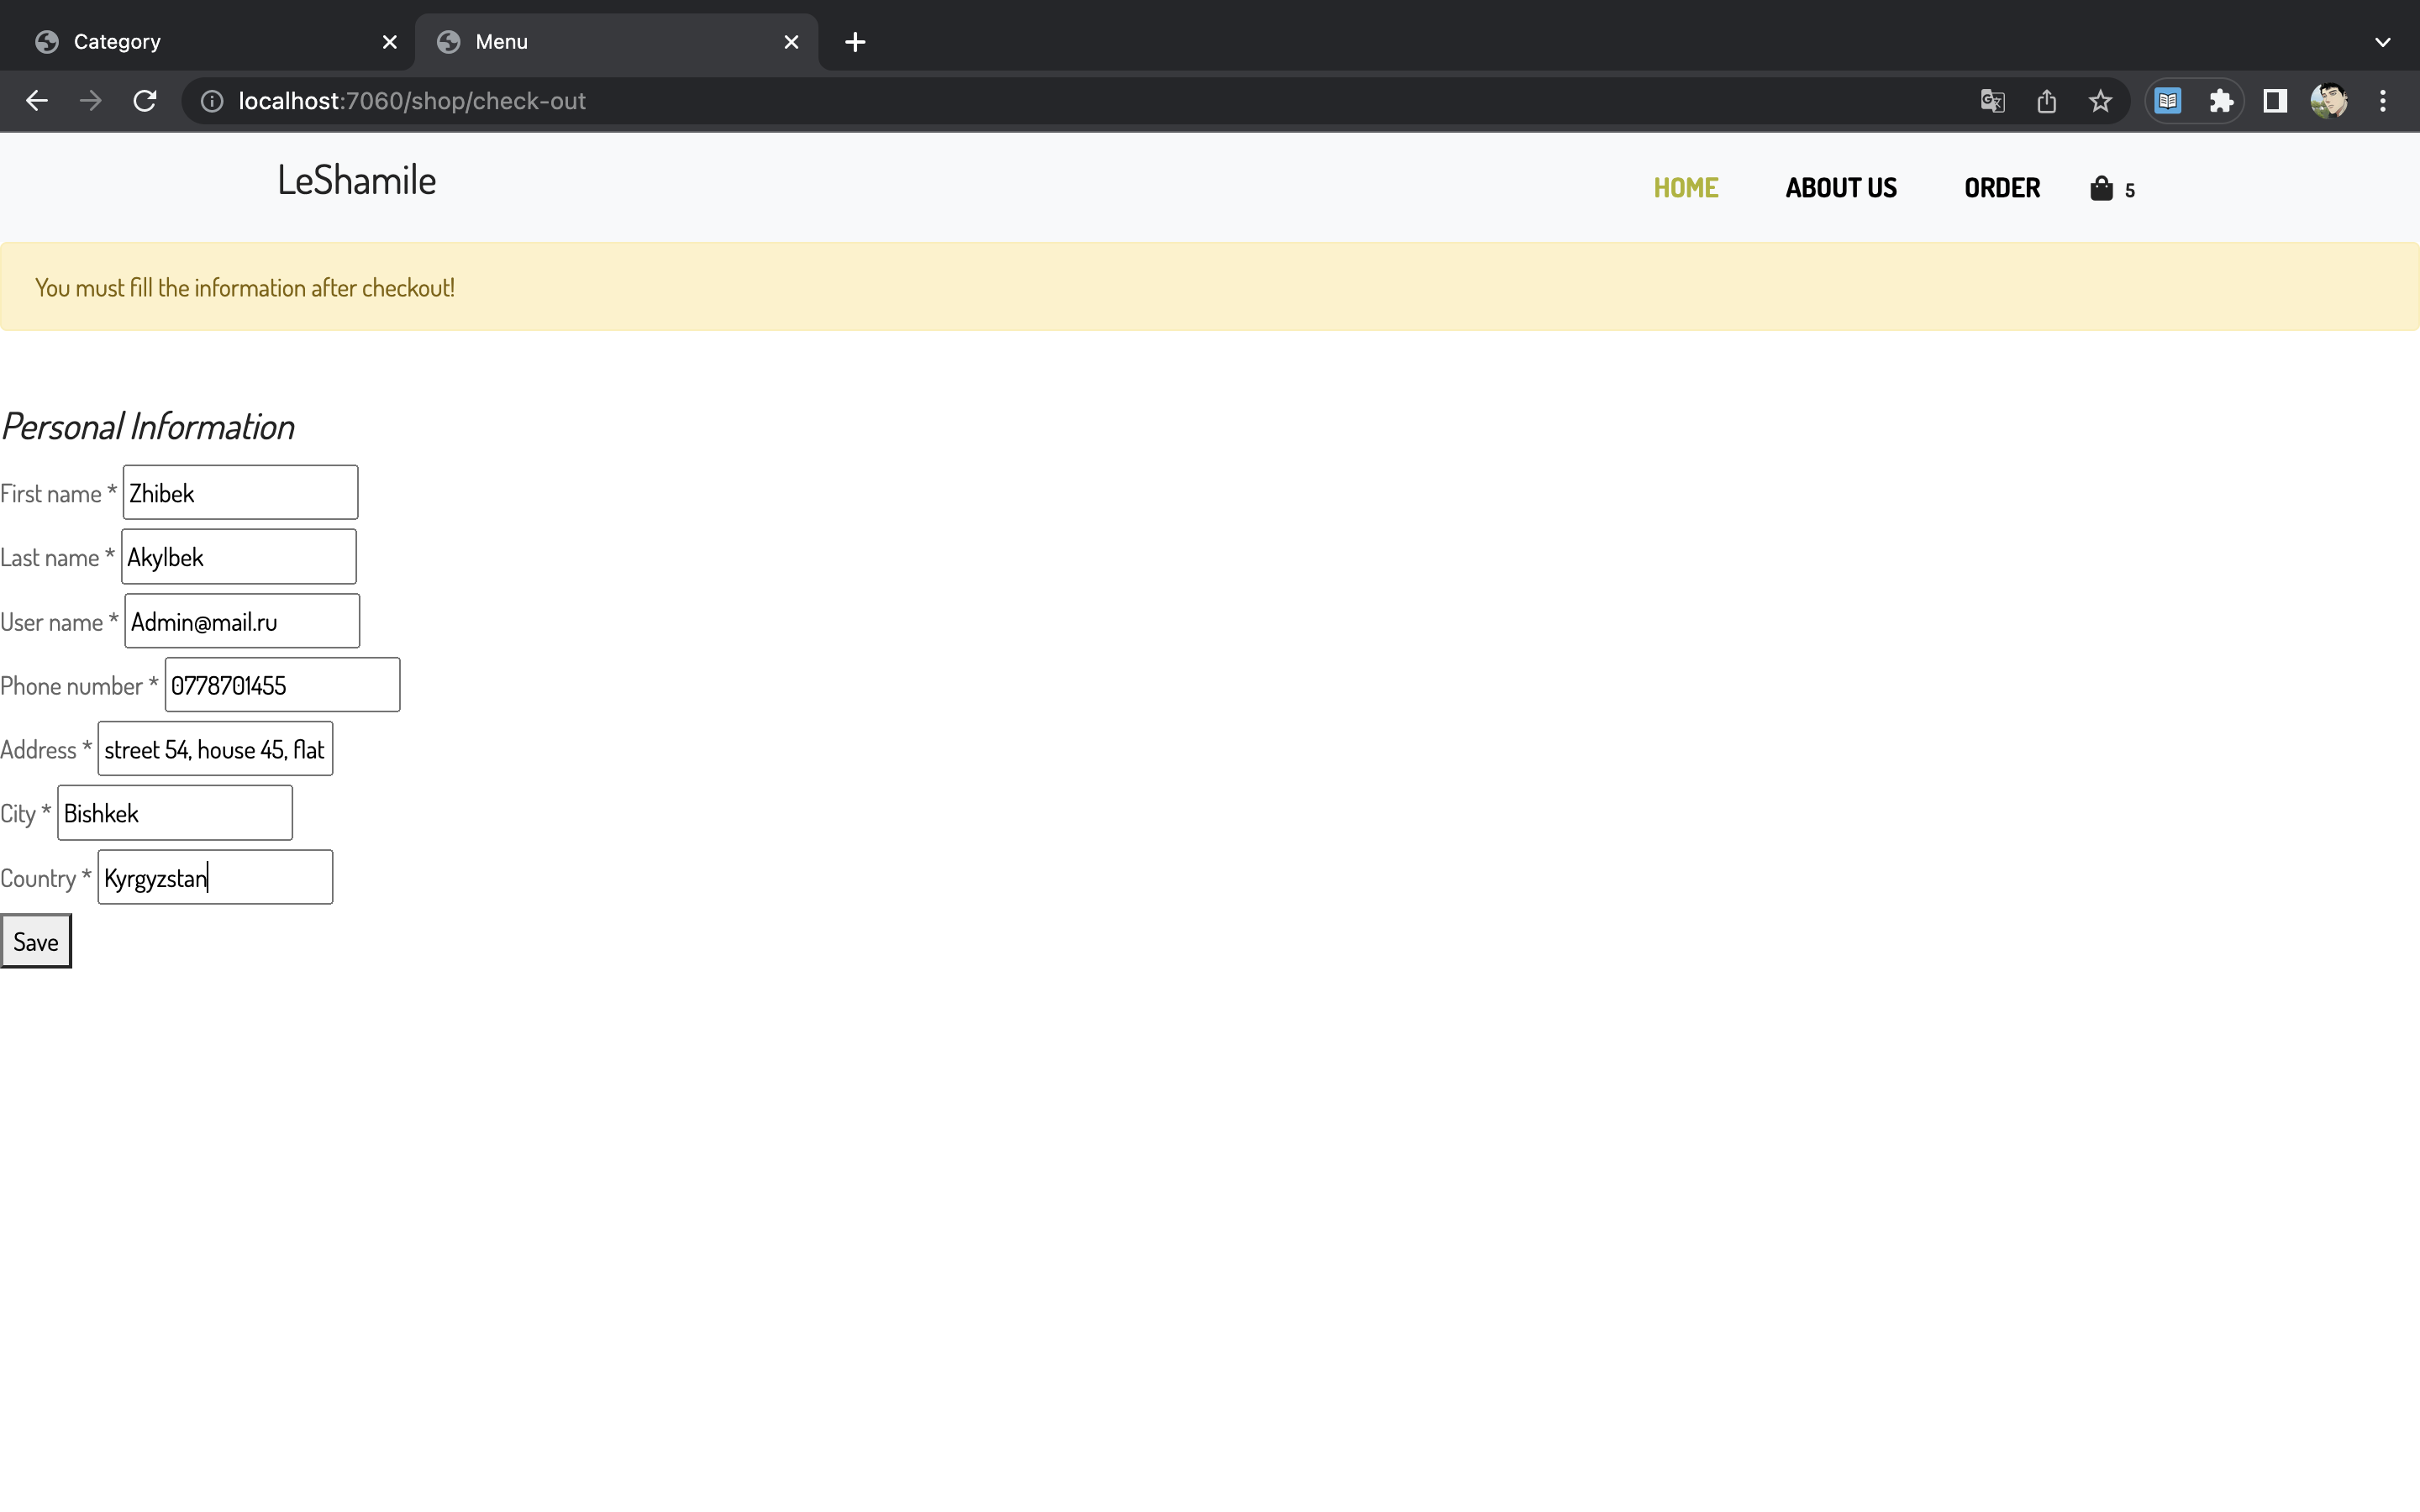 Category
Menu
localhost:7060/shop/check-out
LeShamile
HOME ABOUT US ORDER 5
You must fill the information after checkout!
Personal Information
First name * Zhibek
Last name * Akylbek
User name * Admin@mail.ru
Phone number * 0778701455
Address * street 54, house 45, flat
City * Bishkek
Country * Kyrgyzstan
Save